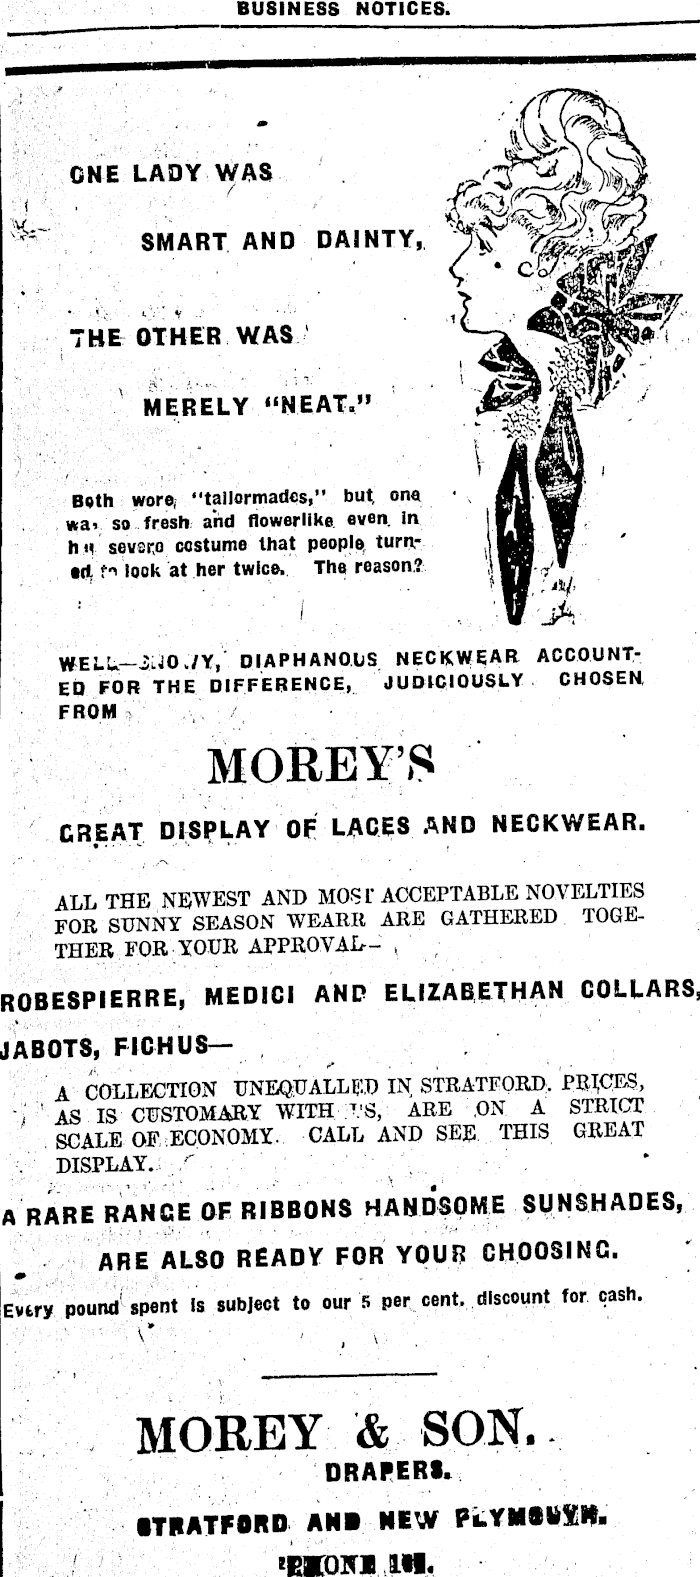 BUSINESS NOTICES.
ONE LADY WAS
SMART AND DAINTY,
THE OTHER WAS
MERELY "NEAT."
Both wore "tailormades," but one
was so fresh and flowerlike even in
severe costume that people turn-
ed to look at her twice. The reason?
WELL—SNOWY, DIAPHANOUS NECKWEAR ACCOUNT-
ED FOR THE DIFFERENCE, JUDICIOUSLY CHOSEN
FROM
MOREY'S
GREAT DISPLAY OF LACES AND NECKWEAR.
ALL THE NEWEST AND MOST ACCEPTABLE NOVELTIES
FOR SUNNY SEASON WEARR ARE GATHERED TOGE-
THER FOR YOUR APPROVAL—
ROBESPIERRE, MEDICI AND ELIZABETHAN COLLARS,
JABOTS, FICHUS—
A COLLECTION UNEQUALLED IN STRATFORD. PRICES,
AS IS CUSTOMARY WITH US, ARE ON A STRICT
SCALE OF ECONOMY. CALL AND SEE THIS GREAT
DISPLAY.
A RARE RANGE OF RIBBONS HANDSOME SUNSHADES,
ARE ALSO READY FOR YOUR CHOOSING.
Every pound spent is subject to our 5 per cent. discount for cash.
MOREY & SON.
DRAPERS.
STRATFORD AND NEW PLYMOUTH.
'PHONE